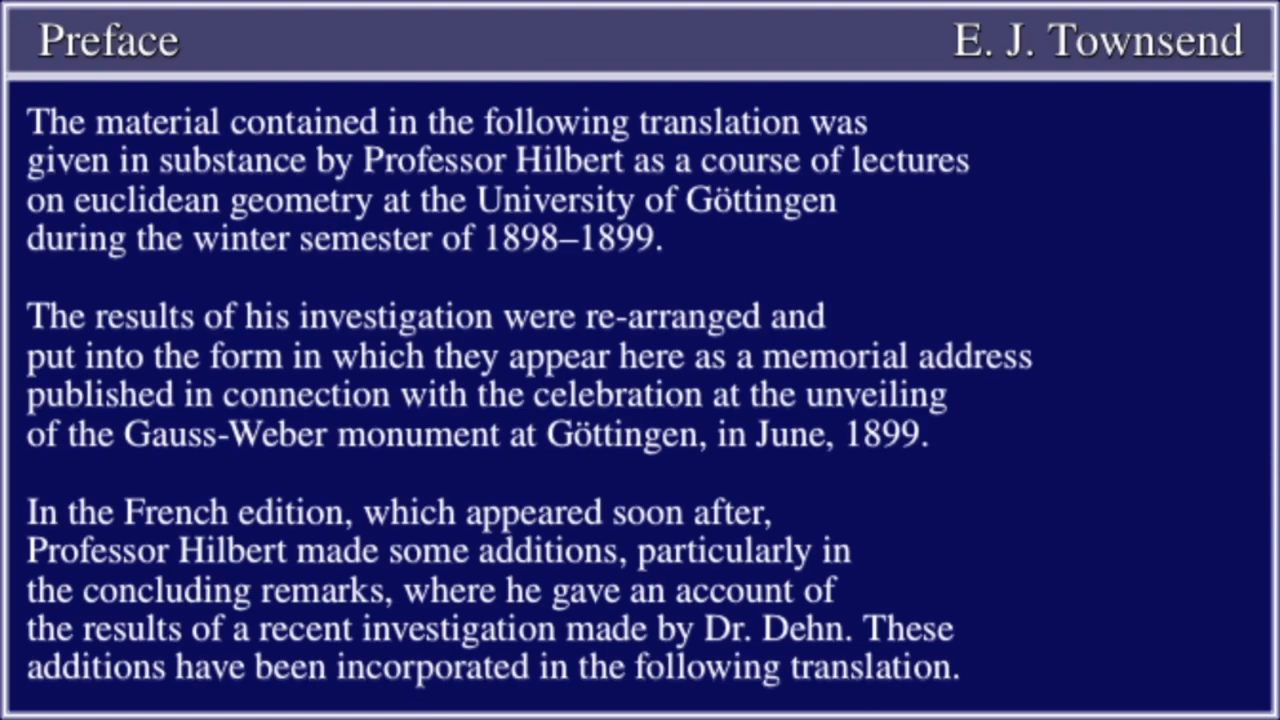 Preface
E. J. Townsend
The material contained in the following translation was
given in substance by Professor Hilbert as a course of lectures
on euclidean geometry at the University of Göttingen
during the winter semester of 1898–1899.
The results of his investigation were re-arranged and
put into the form in which they appear here as a memorial address
published in connection with the celebration at the unveiling
of the Gauss-Weber monument at Göttingen, in June, 1899.
In the French edition, which appeared soon after,
Professor Hilbert made some additions, particularly in
the concluding remarks, where he gave an account of
the results of a recent investigation made by Dr. Dehn. These
additions have been incorporated in the following translation.